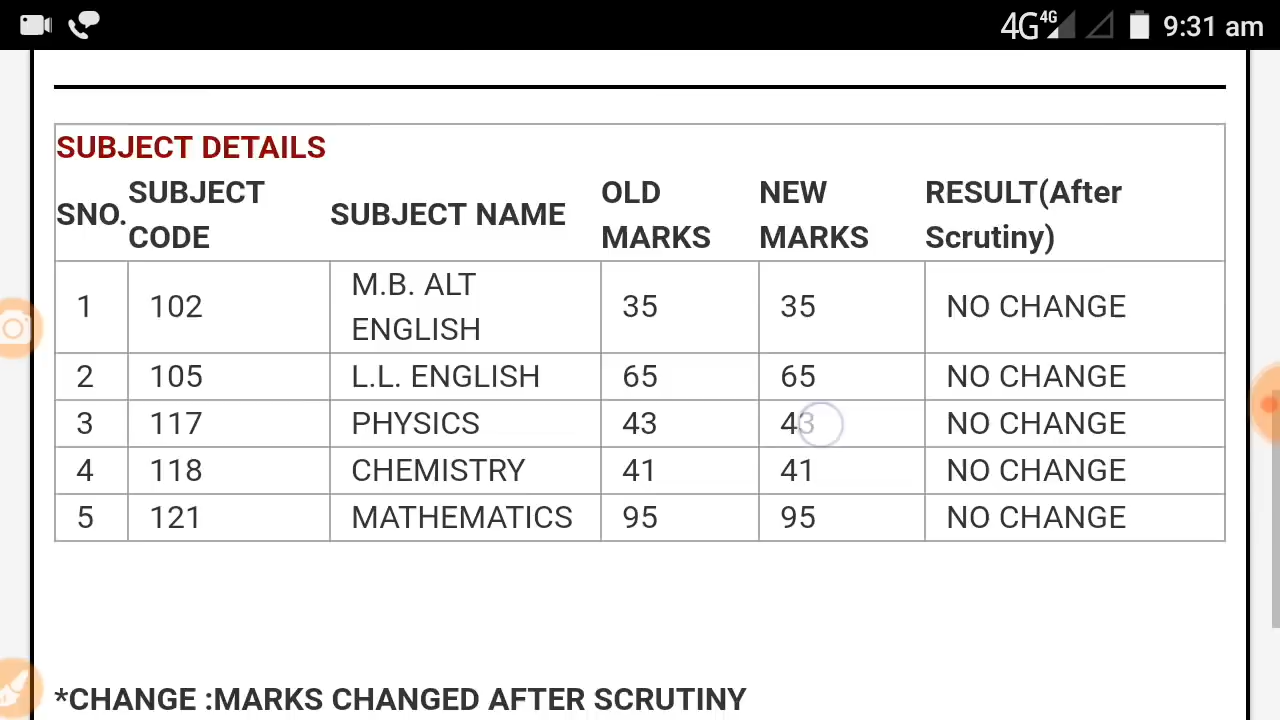 4G 4G 9:31 am
SUBJECT DETAILS
SNO. SUBJECT CODE SUBJECT NAME OLD MARKS NEW MARKS RESULT(After Scrutiny)
1 102 M.B. ALT ENGLISH 35 35 NO CHANGE
2 105 L.L. ENGLISH 65 65 NO CHANGE
3 117 PHYSICS 43 43 NO CHANGE
4 118 CHEMISTRY 41 41 NO CHANGE
5 121 MATHEMATICS 95 95 NO CHANGE
*CHANGE :MARKS CHANGED AFTER SCRUTINY